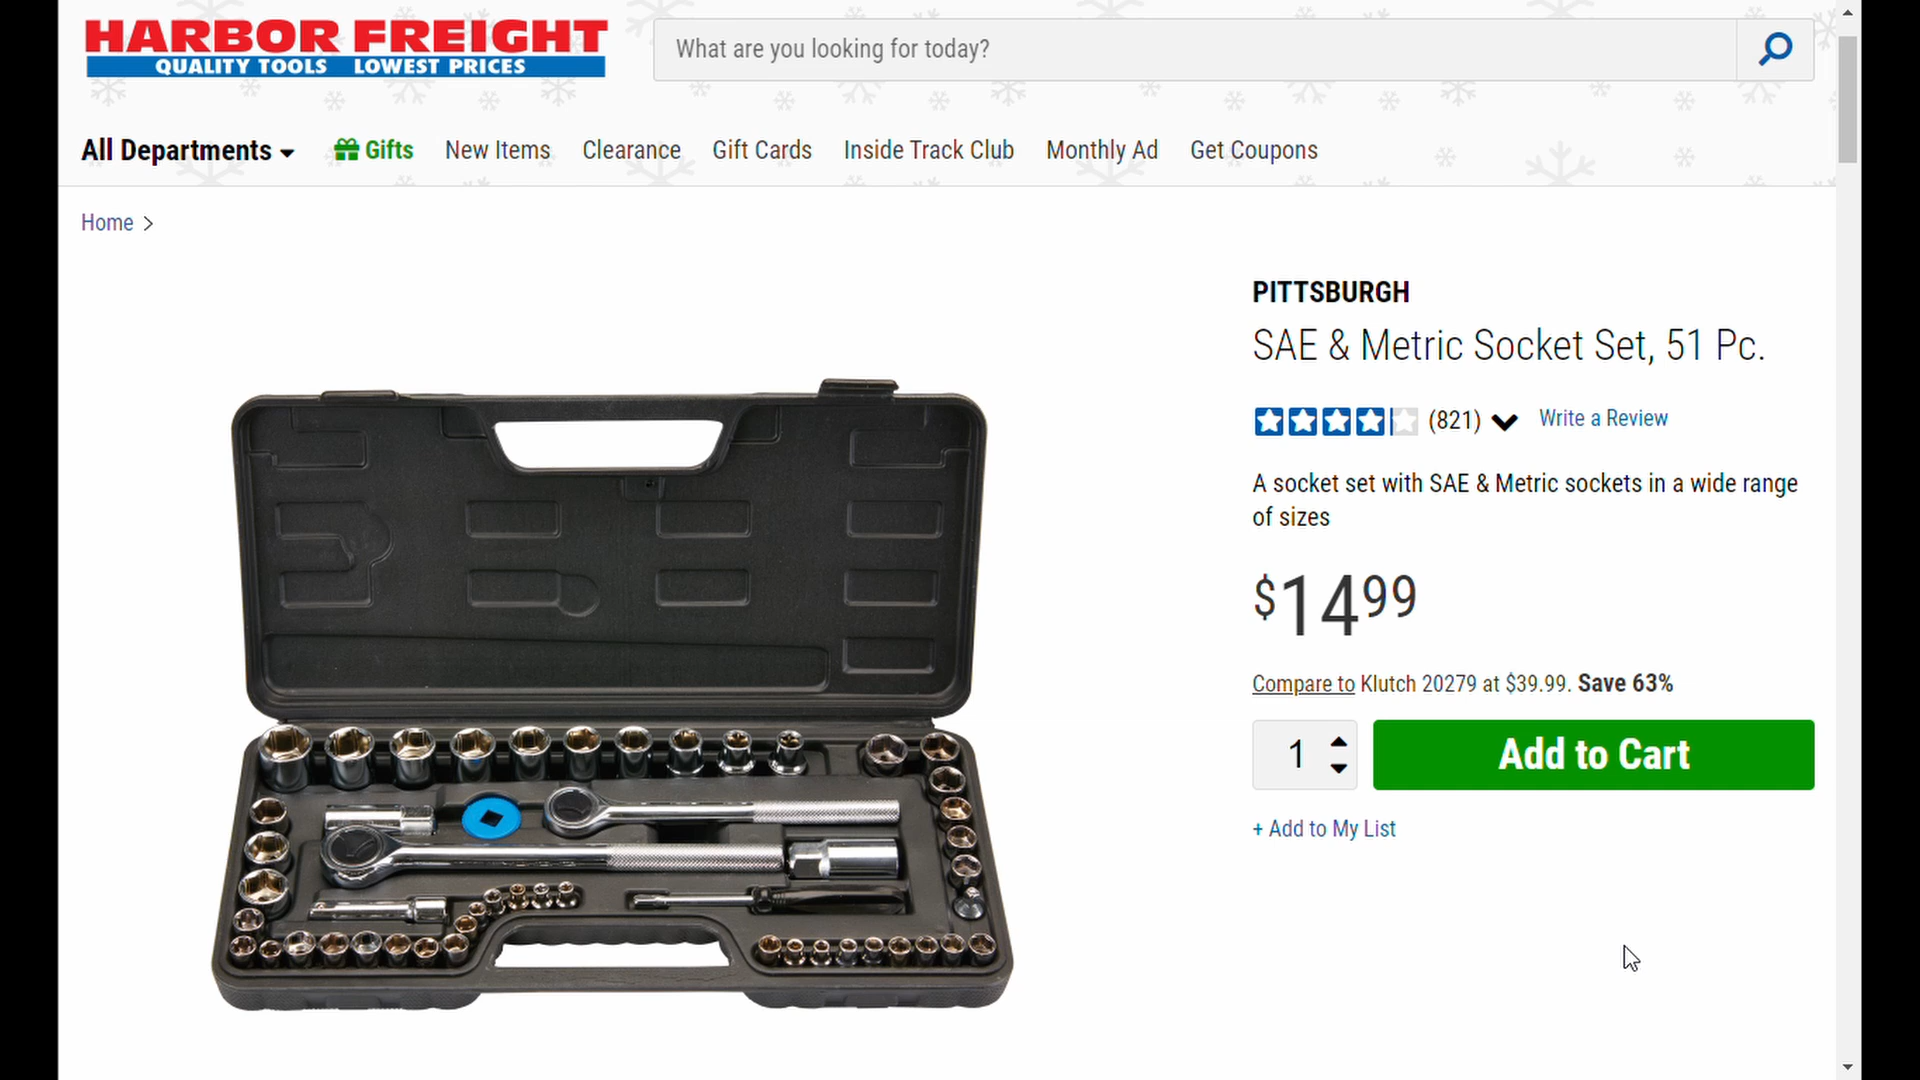 HARBOR FREIGHT
QUALITY TOOLS LOWEST PRICES
What are you looking for today?
All Departments
Gifts
New Items
Clearance
Gift Cards
Inside Track Club
Monthly Ad
Get Coupons
Home >
PITTSBURGH
SAE & Metric Socket Set, 51 Pc.
(821)
Write a Review
A socket set with SAE & Metric sockets in a wide range
of sizes
$14 99
Compare to Klutch 20279 at $39.99. Save 63%
1
Add to Cart
+ Add to My List